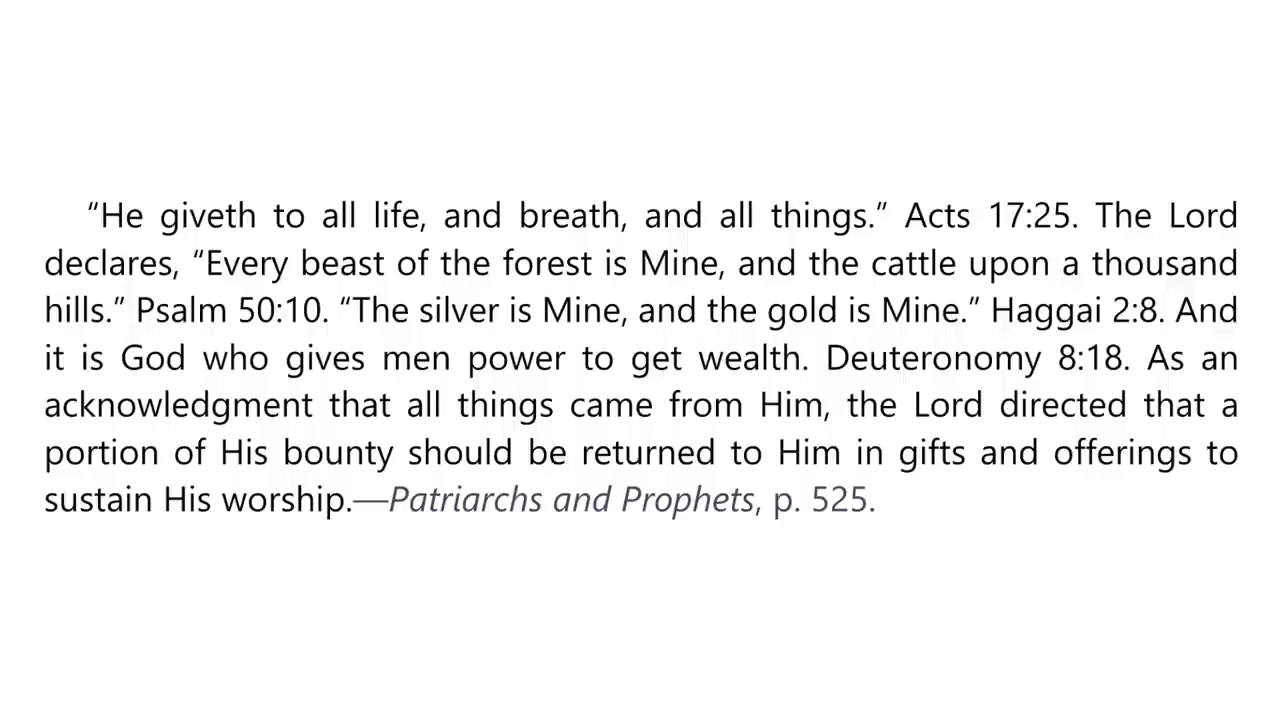 “He giveth to all life, and breath, and all things.” Acts 17:25. The Lord
declares, “Every beast of the forest is Mine, and the cattle upon a thousand
hills.” Psalm 50:10. “The silver is Mine, and the gold is Mine.” Haggai 2:8. And
it is God who gives men power to get wealth. Deuteronomy 8:18. As an
acknowledgment that all things came from Him, the Lord directed that a
portion of His bounty should be returned to Him in gifts and offerings to
sustain His worship.—Patriarchs and Prophets, p. 525.